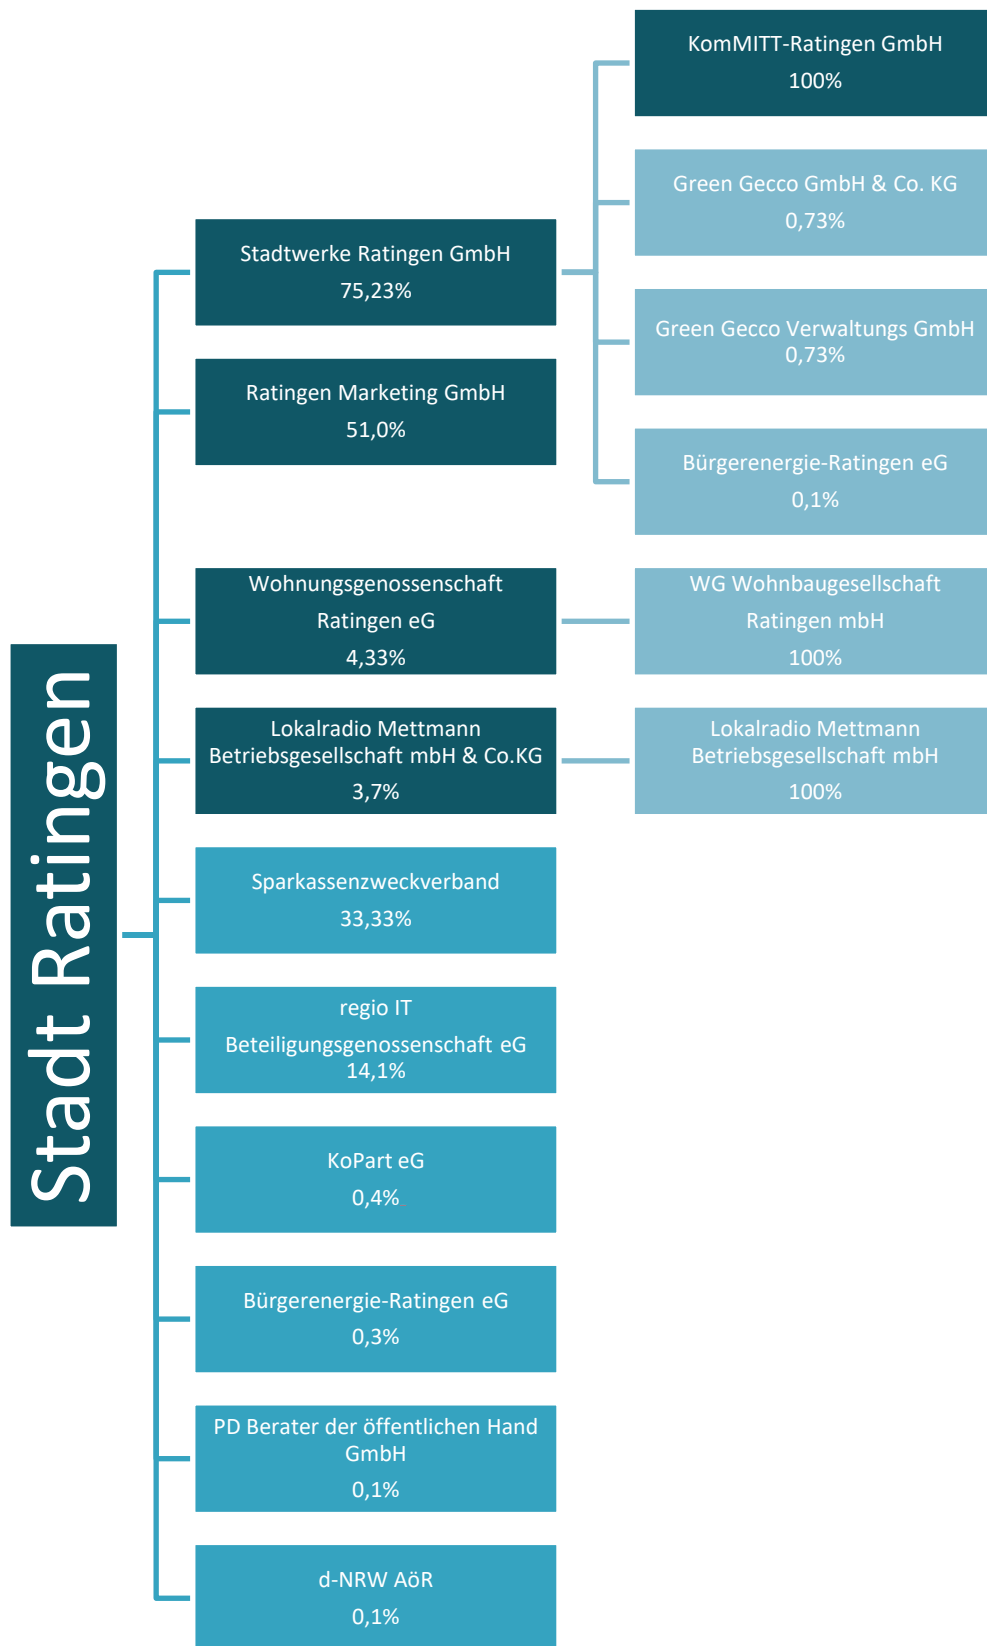 Stadt Ratingen
Stadtwerke Ratingen GmbH
75,23%
KomMITT-Ratingen GmbH
100%
Green Gecco GmbH & Co. KG
0,73%
Green Gecco Verwaltungs GmbH
0,73%
Bürgerenergie-Ratingen eG
0,1%
Ratingen Marketing GmbH
51,0%
Wohnungsgenossenschaft
Ratingen eG
4,33%
WG Wohnbaugesellschaft
Ratingen mbH
100%
Lokalradio Mettmann
Betriebsgesellschaft mbH & Co.KG
3,7%
Lokalradio Mettmann
Betriebsgesellschaft mbH
100%
Sparkassenzweckverband
33,33%
regio IT
Beteiligungsgenossenschaft eG
14,1%
KoPart eG
0,4%
Bürgerenergie-Ratingen eG
0,3%
PD Berater der öffentlichen Hand
GmbH
0,1%
d-NRW AöR
0,1%